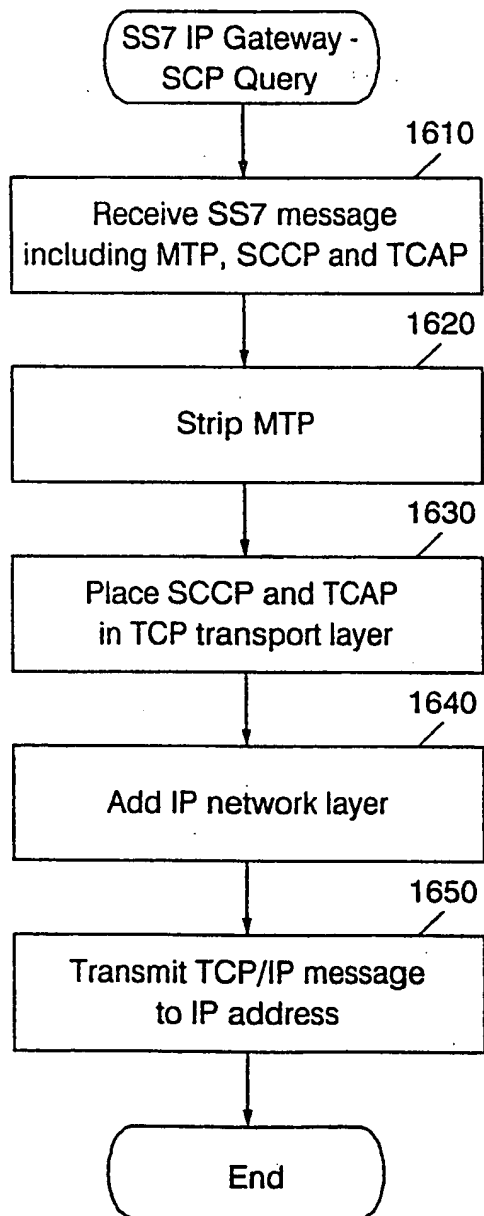 SS7 IP Gateway -
SCP Query
1610
Receive SS7 message
including MTP, SCCP and TCAP
1620
Strip MTP
1630
Place SCCP and TCAP
in TCP transport layer
1640
Add IP network layer
1650
Transmit TCP/IP message
to IP address
End